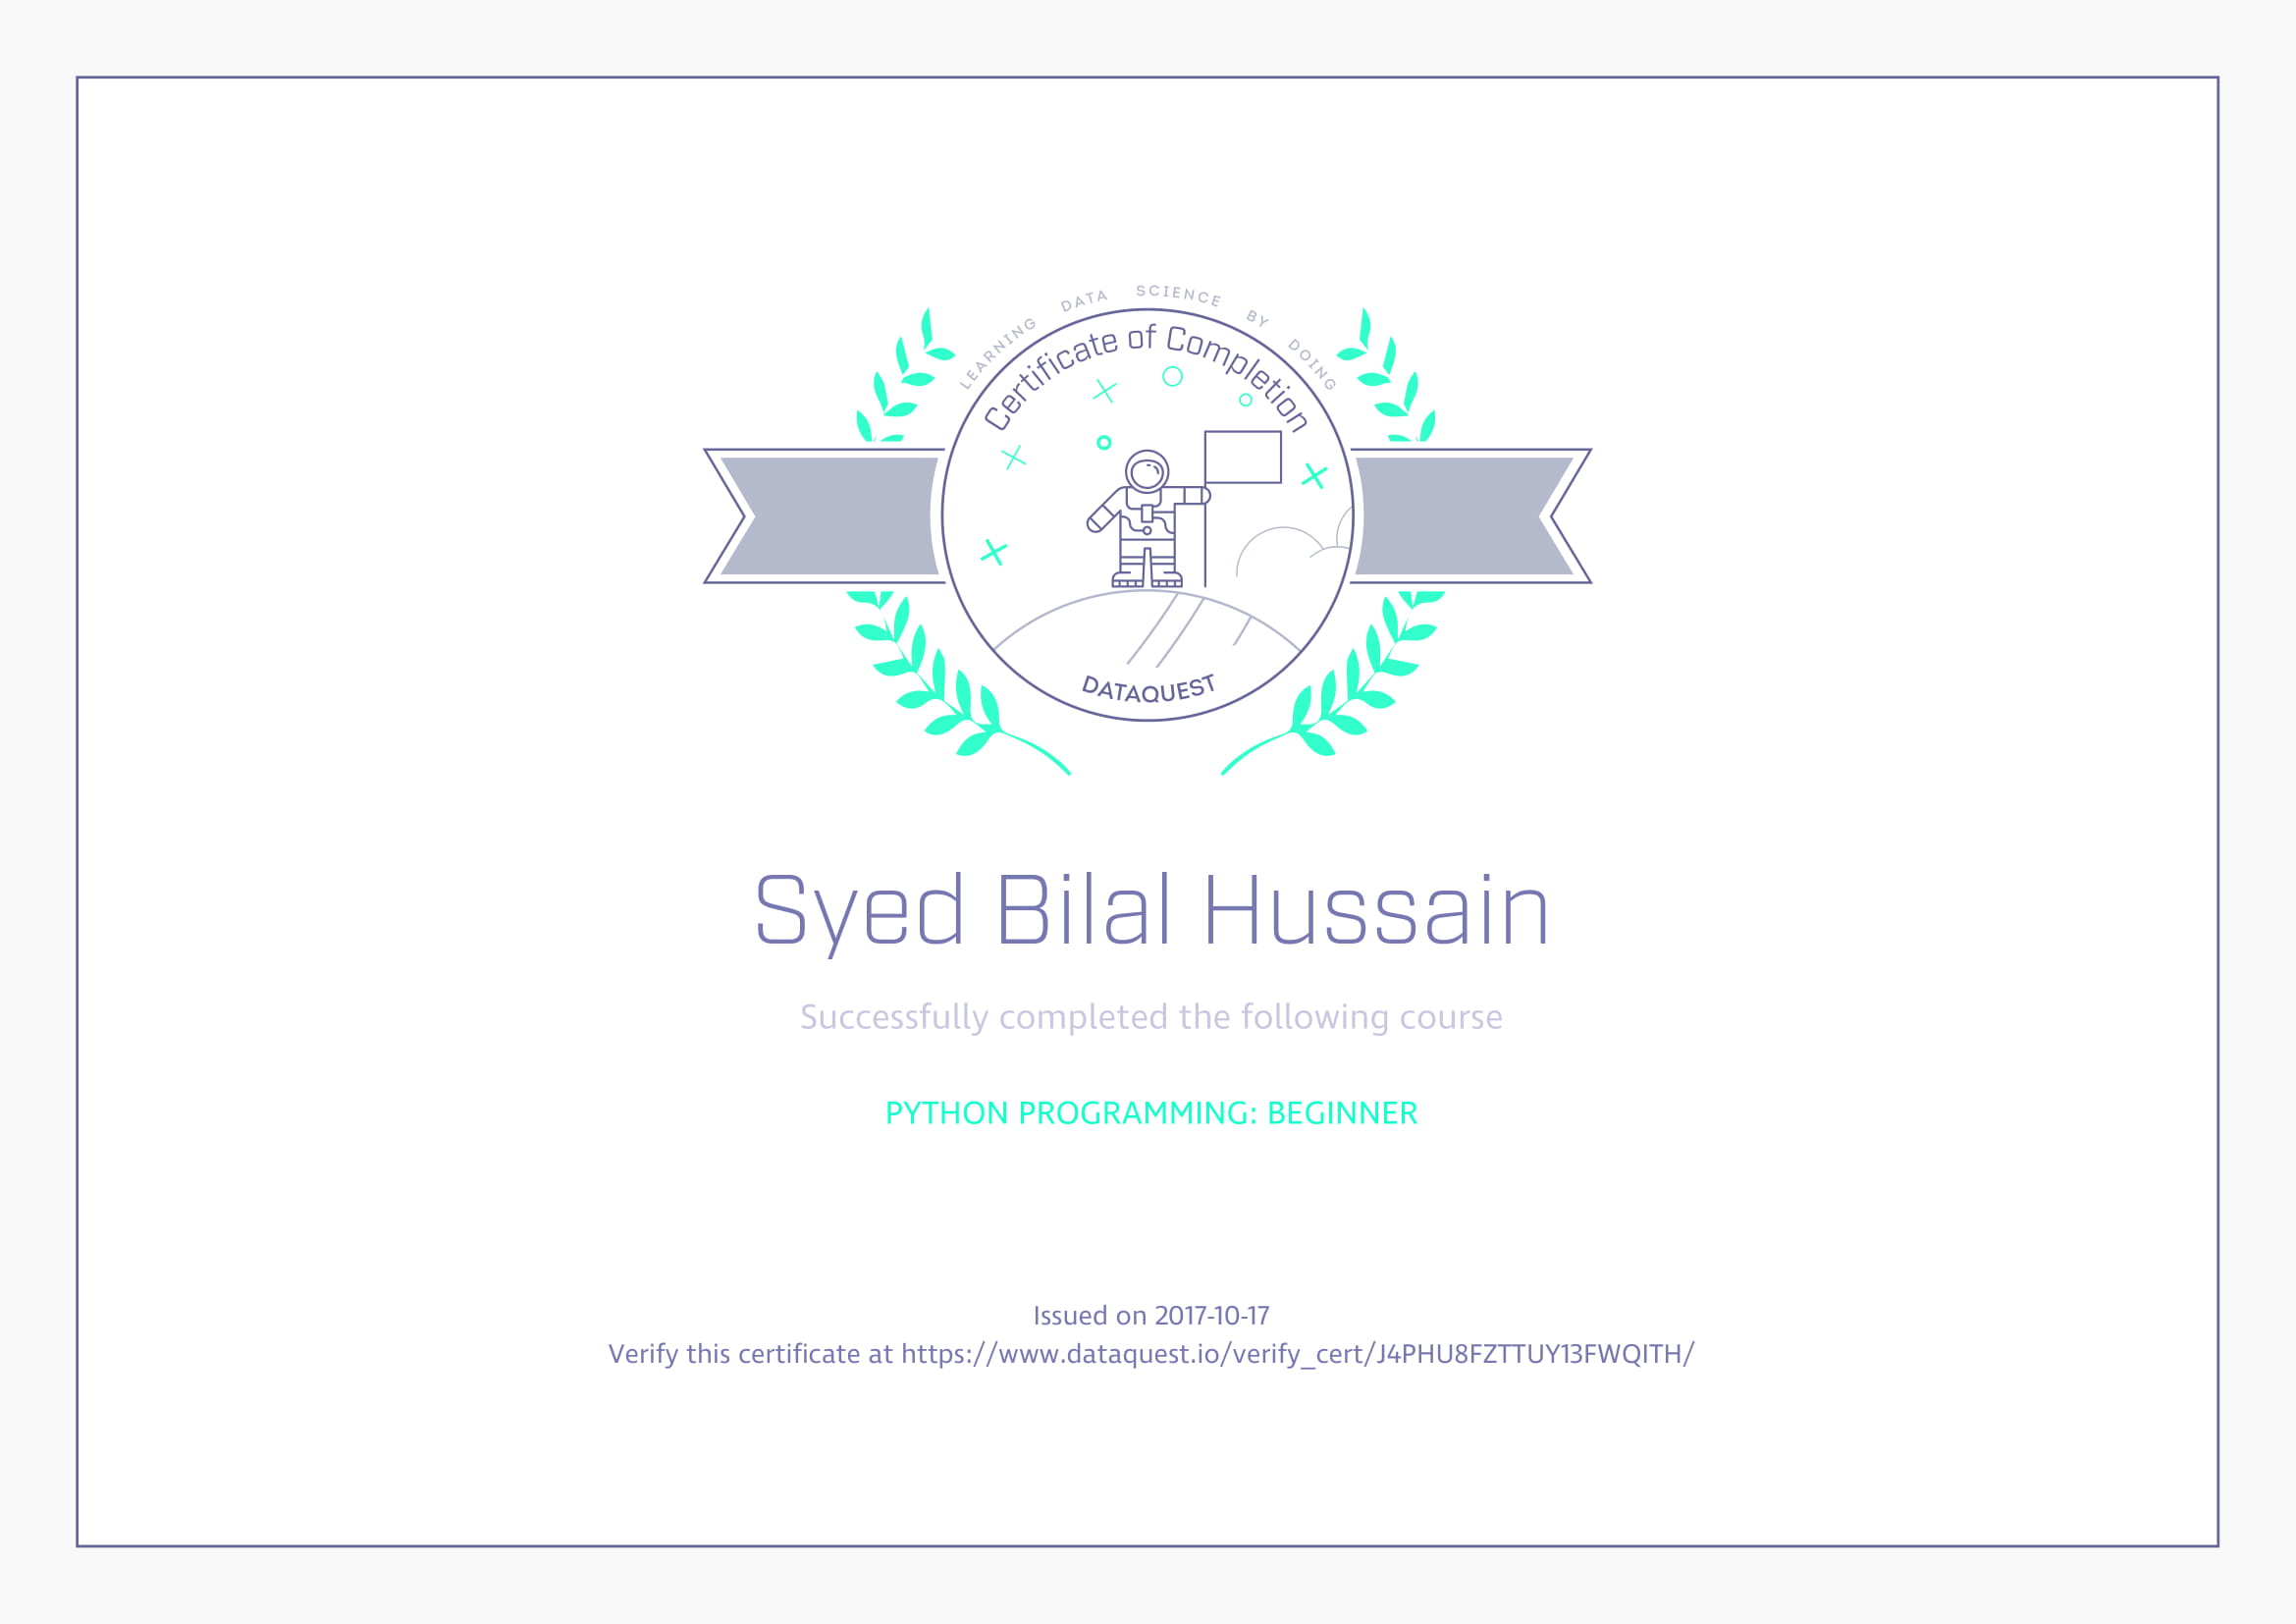 LEARNING DATA SCIENCE BY DOING
Certificate of Completion
DATAQUEST
Syed Bilal Hussain
Successfully completed the following course
PYTHON PROGRAMMING: BEGINNER
Issued on 2017-10-17
Verify this certificate at https://www.dataquest.io/verify_cert/J4PHU8FZTTUY13FWQITH/